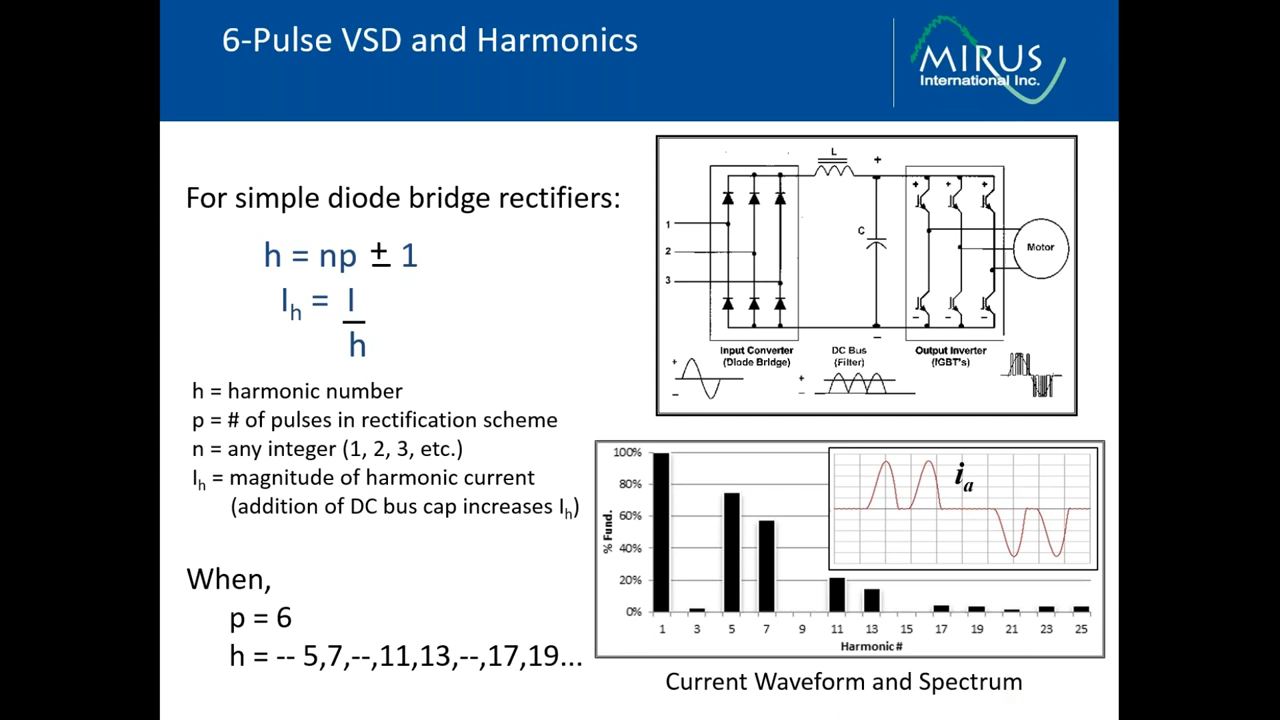 6-Pulse VSD and Harmonics
MIRUS
International Inc.
For simple diode bridge rectifiers:
h = np ± 1
Ih = I
h
h = harmonic number
p = # of pulses in rectification scheme
n = any integer (1, 2, 3, etc.)
Ih = magnitude of harmonic current
(addition of DC bus cap increases Ih)
When,
p = 6
h = -- 5,7,--,11,13,--,17,19...
L
+
1
2
3
C
+ + +
Motor
− − −
−
Input Converter
(Diode Bridge)
DC Bus
(Filter)
Output Inverter
(IGBT's)
+
−
+
−
100%
80%
60%
40%
20%
0%
% Fund.
ia
1 3 5 7 9 11 13 15 17 19 21 23 25
Harmonic #
Current Waveform and Spectrum